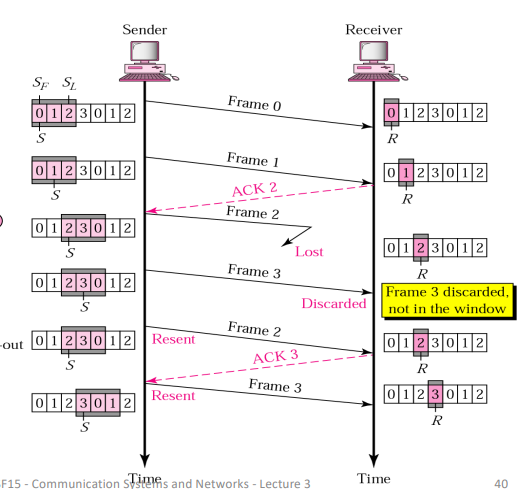 Sender Receiver
S_F S_L
Frame 0
0 1 2 3 0 1 2
0 1 2 3 0 1 2
S
R
Frame 1
0 1 2 3 0 1 2
0 1 2 3 0 1 2
S
ACK 2
R
Frame 2
0 1 2 3 0 1 2
S
Lost
0 1 2 3 0 1 2
R
Frame 3
0 1 2 3 0 1 2
S
Discarded
Frame 3 discarded,
not in the window
Frame 2
-out
0 1 2 3 0 1 2
Resent
0 1 2 3 0 1 2
S
ACK 3
R
Frame 3
0 1 2 3 0 1 2
Resent
0 1 2 3 0 1 2
S
R
Time Time
F15 - Communication Systems and Networks - Lecture 3
40